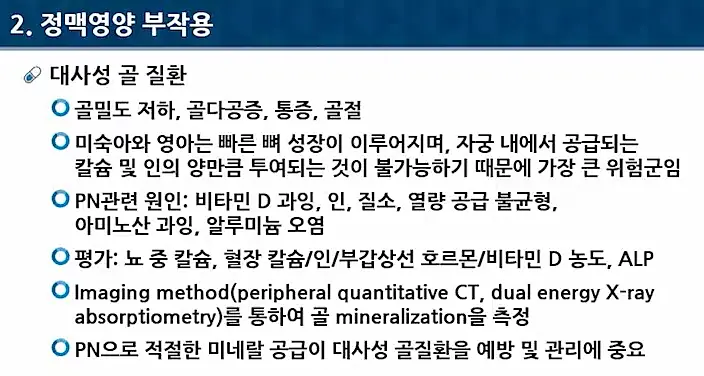 2. 정맥영양 부작용
대사성 골 질환
골밀도 저하, 골다공증, 통증, 골절
미숙아와 영아는 빠른 뼈 성장이 이루어지며, 자궁 내에서 공급되는
칼슘 및 인의 양만큼 투여되는 것이 불가능하기 때문에 가장 큰 위험군임
PN관련 원인: 비타민 D 과잉, 인, 질소, 열량 공급 불균형,
아미노산 과잉, 알루미늄 오염
평가: 뇨 중 칼슘, 혈장 칼슘/인/부갑상선 호르몬/비타민 D 농도, ALP
Imaging method(peripheral quantitative CT, dual energy X-ray
absorptiometry)를 통하여 골 mineralization을 측정
PN으로 적절한 미네랄 공급이 대사성 골질환을 예방 및 관리에 중요